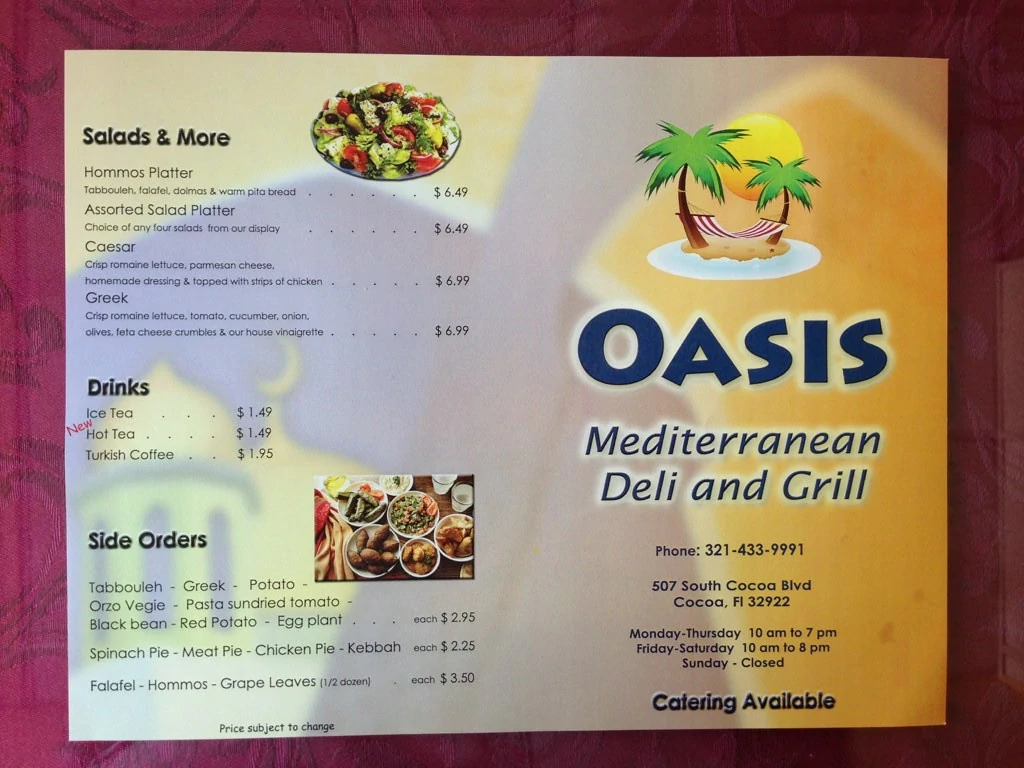 Salads & More
Hommos Platter
Tabbouleh, falafel, dolmas & warm pita bread . . . . . . $ 6.49
Assorted Salad Platter
Choice of any four salads from our display . . . . . . $ 6.49
Caesar
Crisp romaine lettuce, parmesan cheese,
homemade dressing & topped with strips of chicken . . . . . $ 6.99
Greek
Crisp romaine lettuce, tomato, cucumber, onion,
olives, feta cheese crumbles & our house vinaigrette . . . . . $ 6.99
Drinks
Ice Tea . . . $ 1.49
New
Hot Tea . . . . $ 1.49
Turkish Coffee . . $ 1.95
Side Orders
Tabbouleh - Greek - Potato -
Orzo Vegie - Pasta sundried tomato -
Black bean - Red Potato - Egg plant . . . each $ 2.95
Spinach Pie - Meat Pie - Chicken Pie - Kebbah each $ 2.25
Falafel - Hommos - Grape Leaves (1/2 dozen) . each $ 3.50
Price subject to change
Oasis
Mediterranean
Deli and Grill
Phone: 321-433-9991
507 South Cocoa Blvd
Cocoa, Fl 32922
Monday-Thursday 10 am to 7 pm
Friday-Saturday 10 am to 8 pm
Sunday - Closed
Catering Available